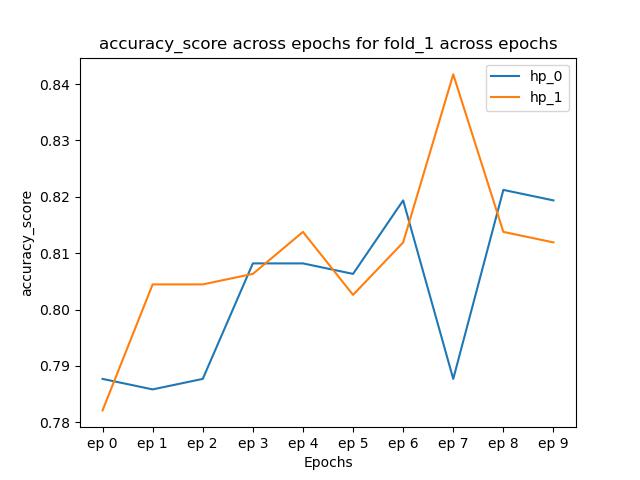 accuracy_score across epochs for fold_1 across epochs
hp_0
hp_1
0.84
0.83
0.82
0.81
0.80
0.79
0.78
accuracy_score
ep 0 ep 1 ep 2 ep 3 ep 4 ep 5 ep 6 ep 7 ep 8 ep 9
Epochs